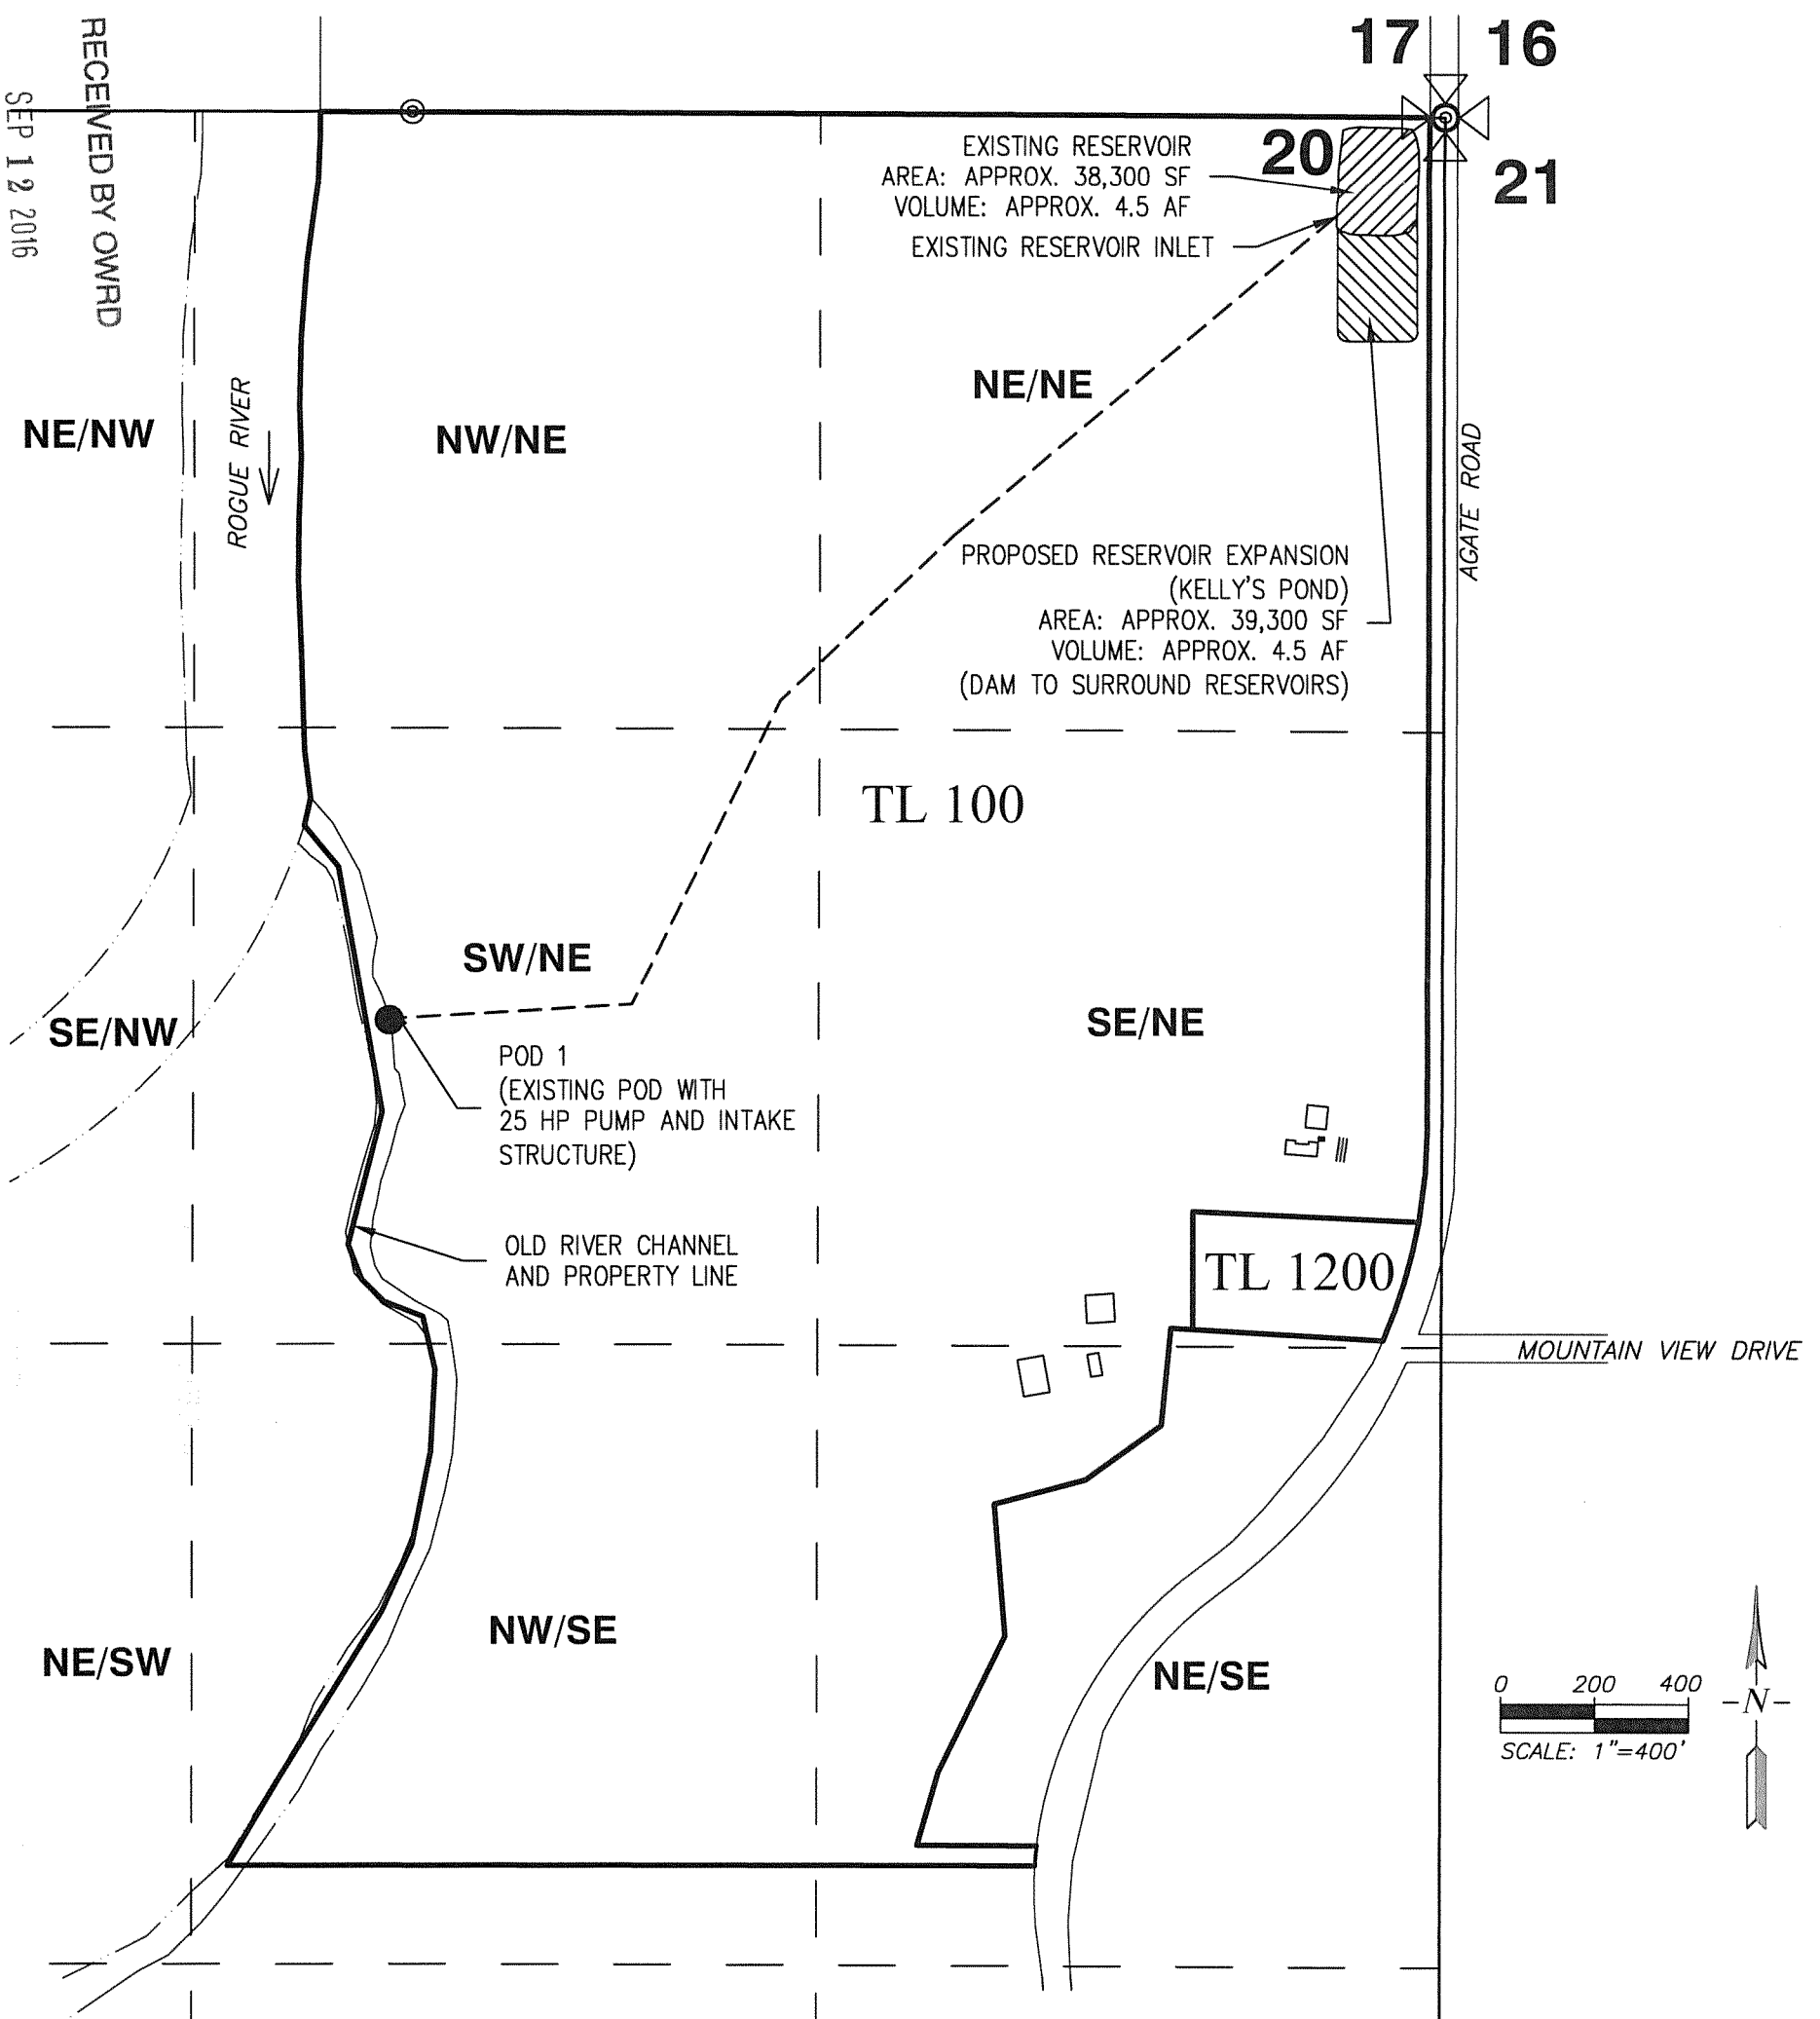 RECEIVED BY OWRD
SEP 12 2016
17
16
20
21
EXISTING RESERVOIR
AREA: APPROX. 38,300 SF
VOLUME: APPROX. 4.5 AF
EXISTING RESERVOIR INLET
NE/NW
ROGUE RIVER
NW/NE
NE/NE
AGATE ROAD
PROPOSED RESERVOIR EXPANSION
(KELLY'S POND)
AREA: APPROX. 39,300 SF
VOLUME: APPROX. 4.5 AF
(DAM TO SURROUND RESERVOIRS)
TL 100
SW/NE
SE/NW
SE/NE
POD 1
(EXISTING POD WITH
25 HP PUMP AND INTAKE
STRUCTURE)
OLD RIVER CHANNEL
AND PROPERTY LINE
TL 1200
MOUNTAIN VIEW DRIVE
NW/SE
NE/SW
NE/SE
0 200 400
SCALE: 1"=400'
-N-